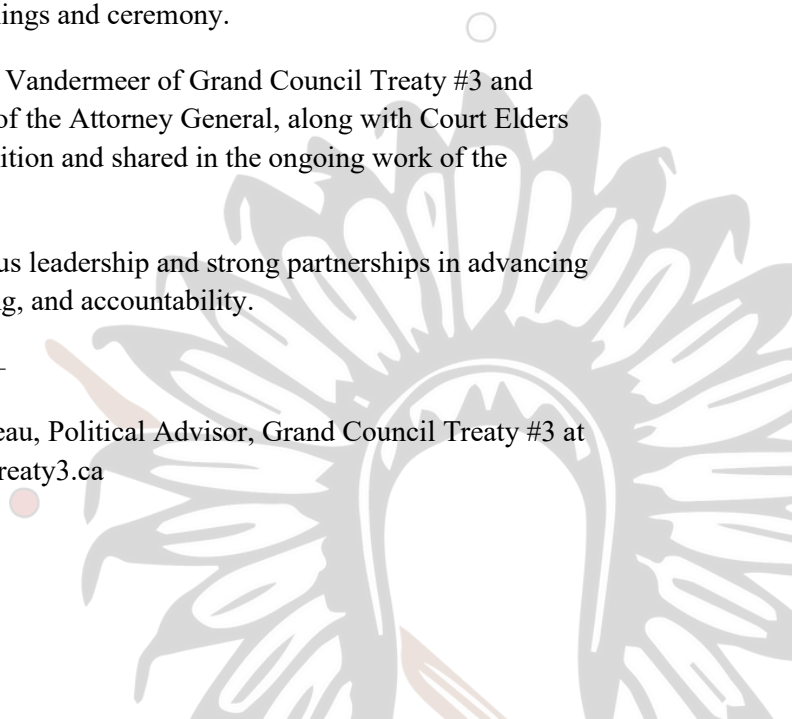 ings and ceremony.
Vandermeer of Grand Council Treaty #3 and
of the Attorney General, along with Court Elders
ition and shared in the ongoing work of the
us leadership and strong partnerships in advancing
g, and accountability.
eau, Political Advisor, Grand Council Treaty #3 at
reaty3.ca